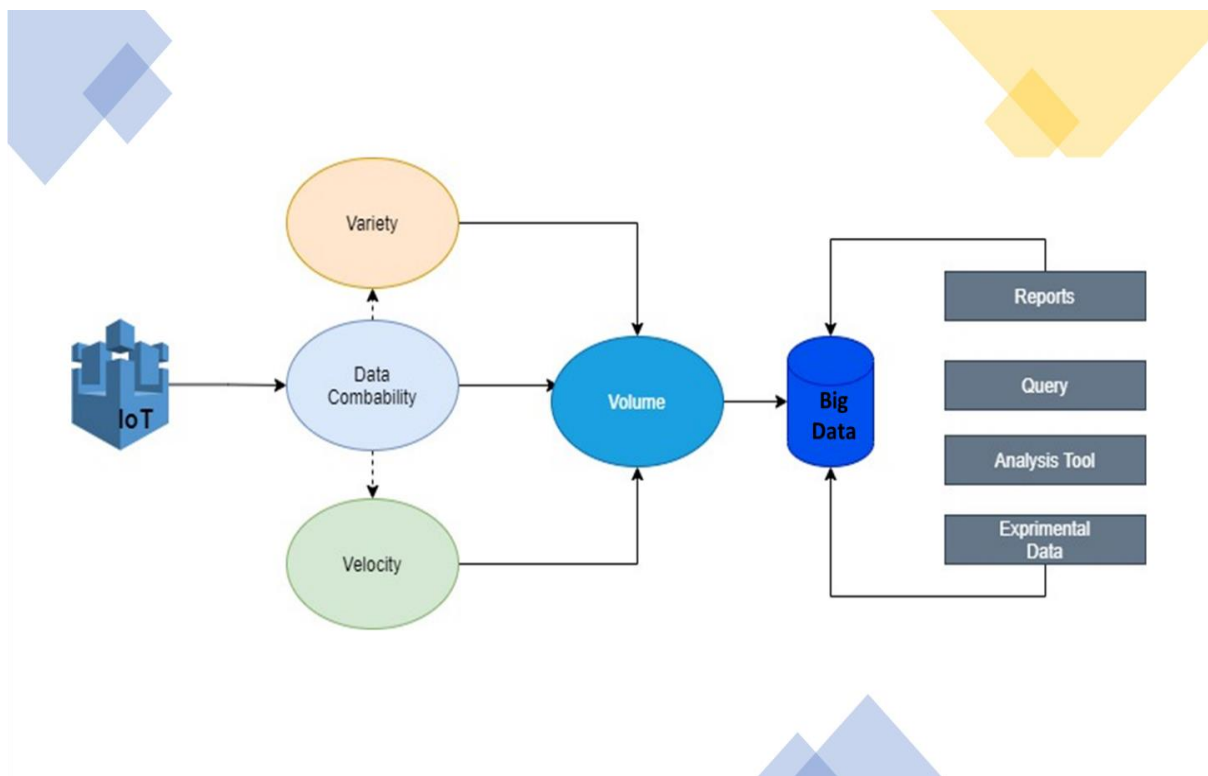 Variety
IoT
Data
Combability
Volume
Big
Data
Velocity
Reports
Query
Analysis Tool
Exprimental
Data